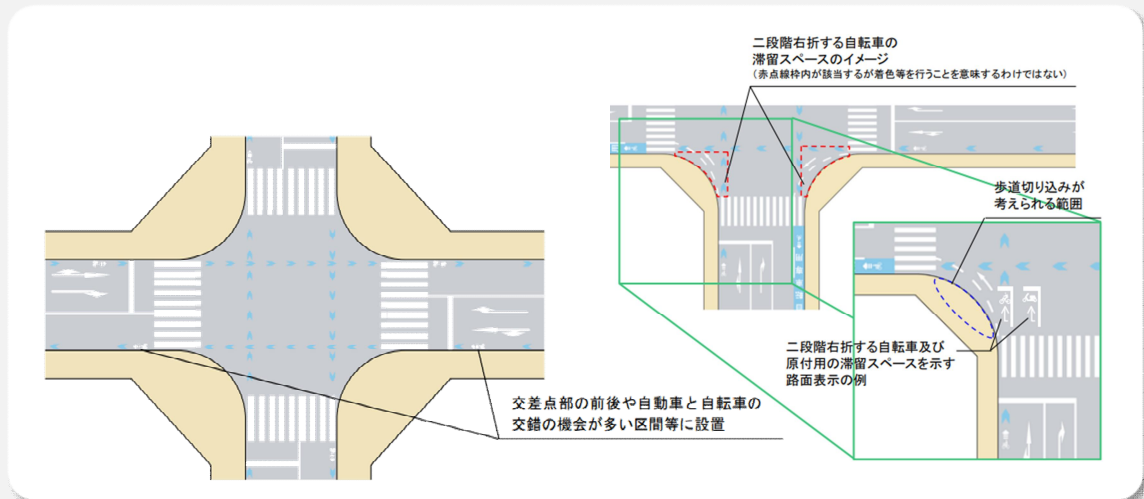 二段階右折する自転車の
滞留スペースのイメージ
（赤点線枠内が該当するが着色等を行うことを意味するわけではない）
歩道切り込みが
考えられる範囲
二段階右折する自転車及び
原付用の滞留スペースを示す
路面表示の例
交差点部の前後や自動車と自転車の
交錯の機会が多い区間等に設置